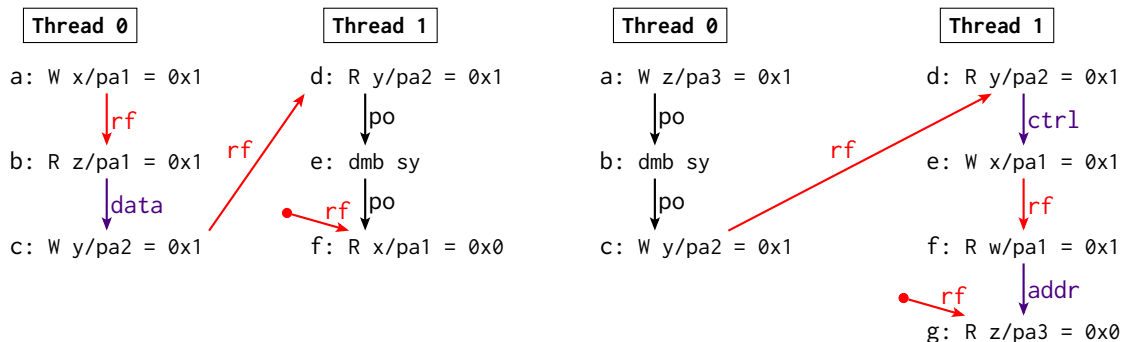 Thread 0
a: W x/pa1 = 0x1
rf
b: R z/pa1 = 0x1
data
c: W y/pa2 = 0x1
rf
Thread 1
d: R y/pa2 = 0x1
po
e: dmb sy
po
rf
f: R x/pa1 = 0x0
Thread 0
a: W z/pa3 = 0x1
po
b: dmb sy
po
c: W y/pa2 = 0x1
rf
Thread 1
d: R y/pa2 = 0x1
ctrl
e: W x/pa1 = 0x1
rf
f: R w/pa1 = 0x1
addr
rf
g: R z/pa3 = 0x0